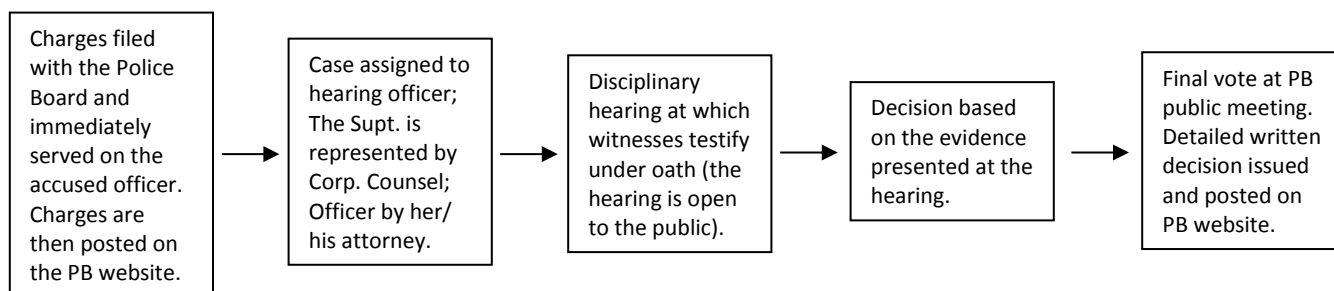 Charges filed
with the Police
Board and
immediately
served on the
accused officer.
Charges are
then posted on
the PB website.
Case assigned to
hearing officer;
The Supt. is
represented by
Corp. Counsel;
Officer by her/
his attorney.
Disciplinary
hearing at which
witnesses testify
under oath (the
hearing is open
to the public).
Decision based
on the evidence
presented at the
hearing.
Final vote at PB
public meeting.
Detailed written
decision issued
and posted on
PB website.